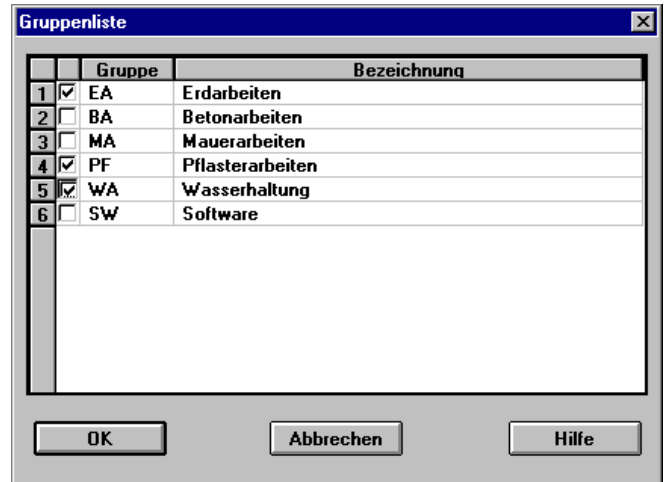 Gruppenliste
Gruppe Bezeichnung
1 EA Erdarbeiten
2 BA Betonarbeiten
3 MA Mauerarbeiten
4 PF Pflasterarbeiten
5 WA Wasserhaltung
6 SW Software
OK Abbrechen Hilfe